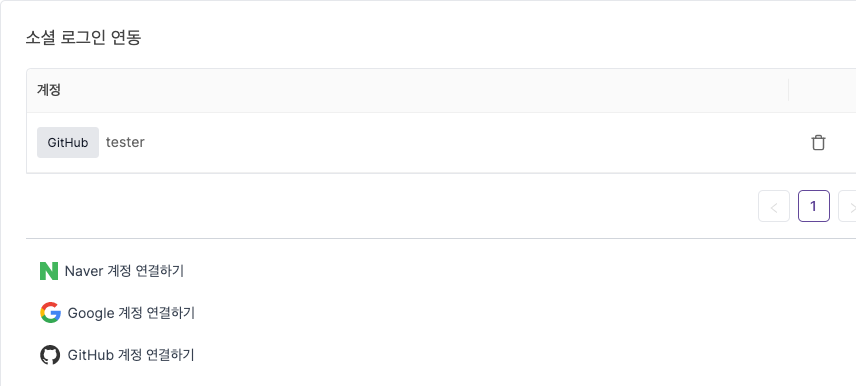 소셜 로그인 연동
계정
GitHub tester
1
Naver 계정 연결하기
Google 계정 연결하기
GitHub 계정 연결하기